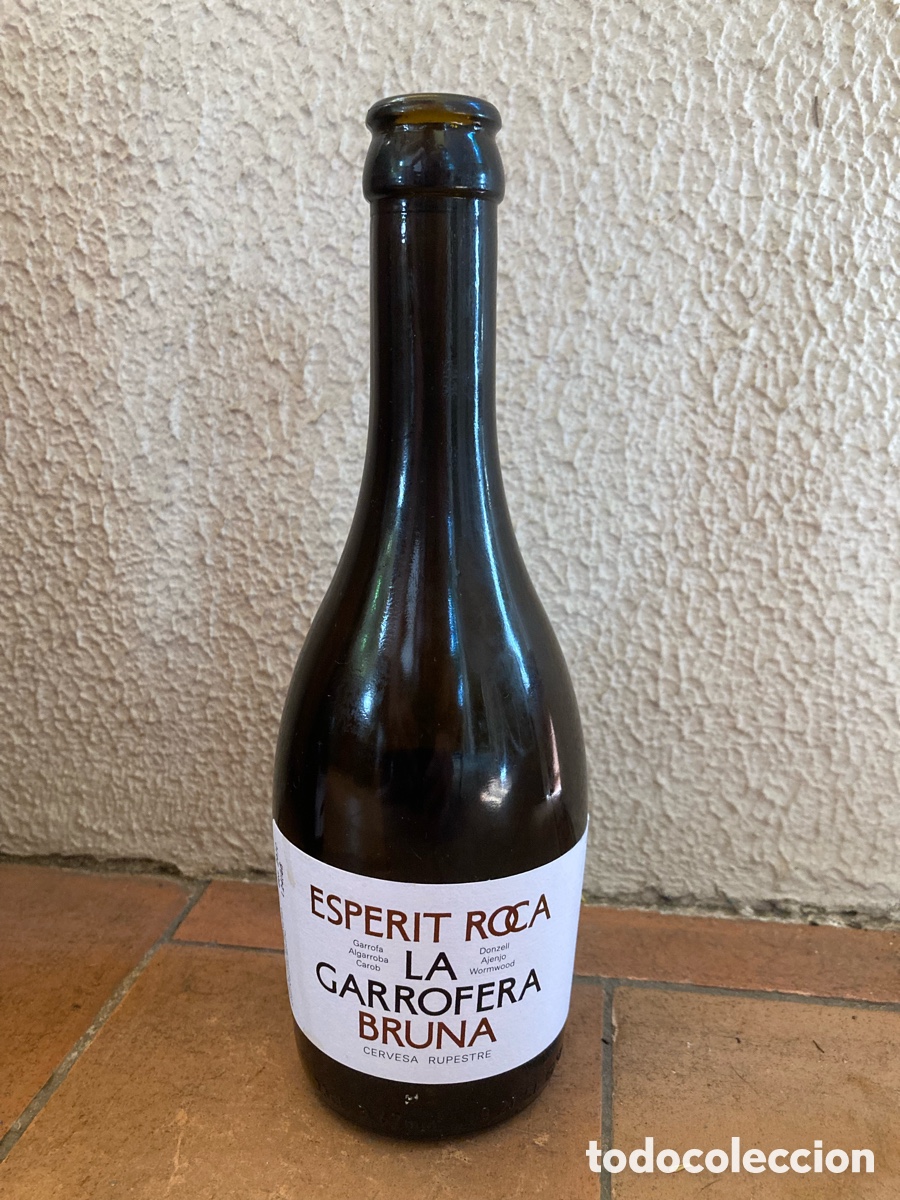 ESPERIT ROCA
Garrofa
Algarroba
Carob
Donzell
Ajenjo
Wormwood
LA
GARROFERA
BRUNA
CERVESA RUPESTRE
todocoleccion